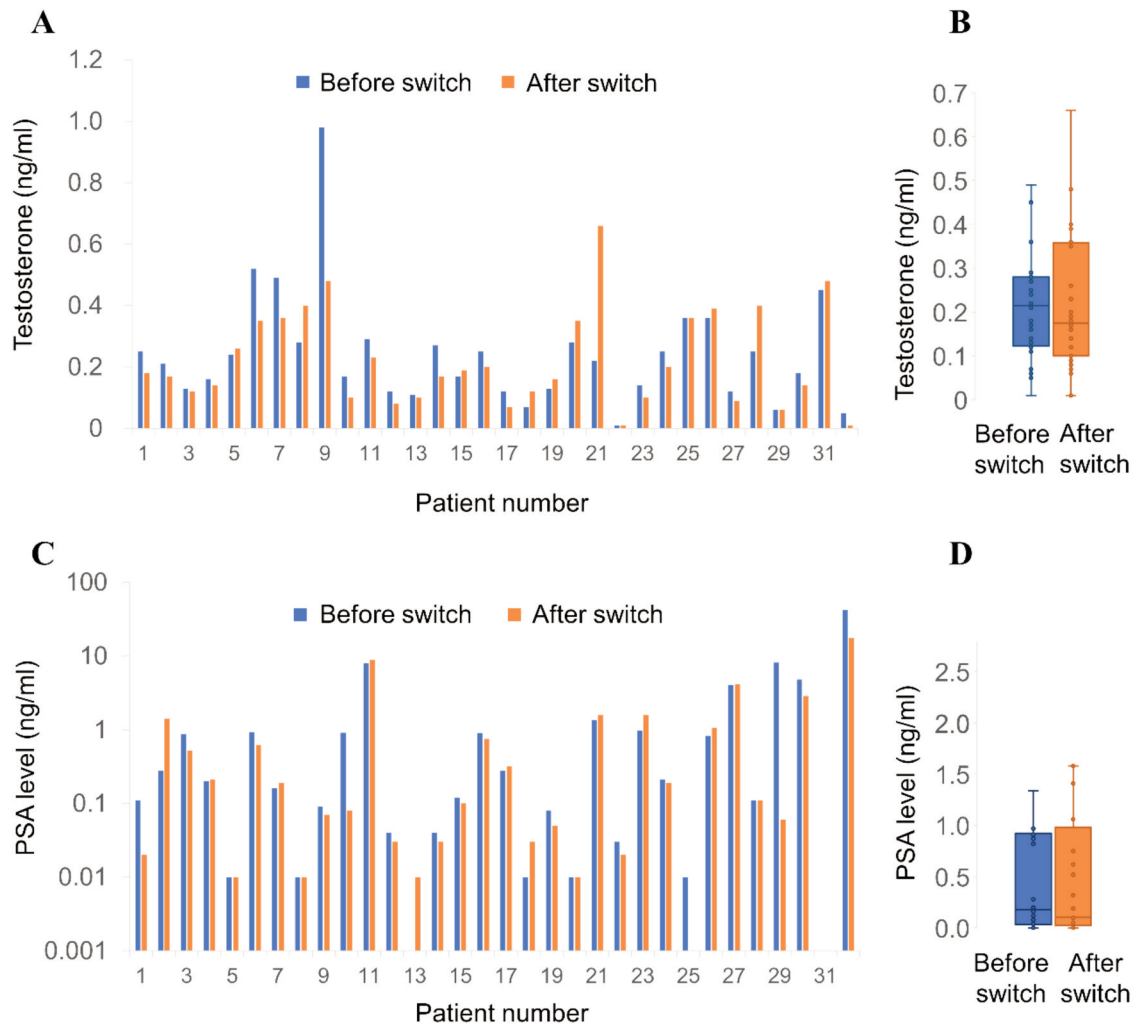 A
B
1.2
1.0
0.8
0.6
0.4
0.2
0
Testosterone (ng/ml)
Before switch After switch
1 3 5 7 9 11 13 15 17 19 21 23 25 27 29 31
Patient number
0.7
0.6
0.5
0.4
0.3
0.2
0.1
0
Testosterone (ng/ml)
Before After
switch switch
C
D
100
10
1
0.1
0.01
0.001
PSA level (ng/ml)
Before switch After switch
1 3 5 7 9 11 13 15 17 19 21 23 25 27 29 31
Patient number
2.5
2.0
1.5
1.0
0.5
0.0
PSA level (ng/ml)
Before After
switch switch